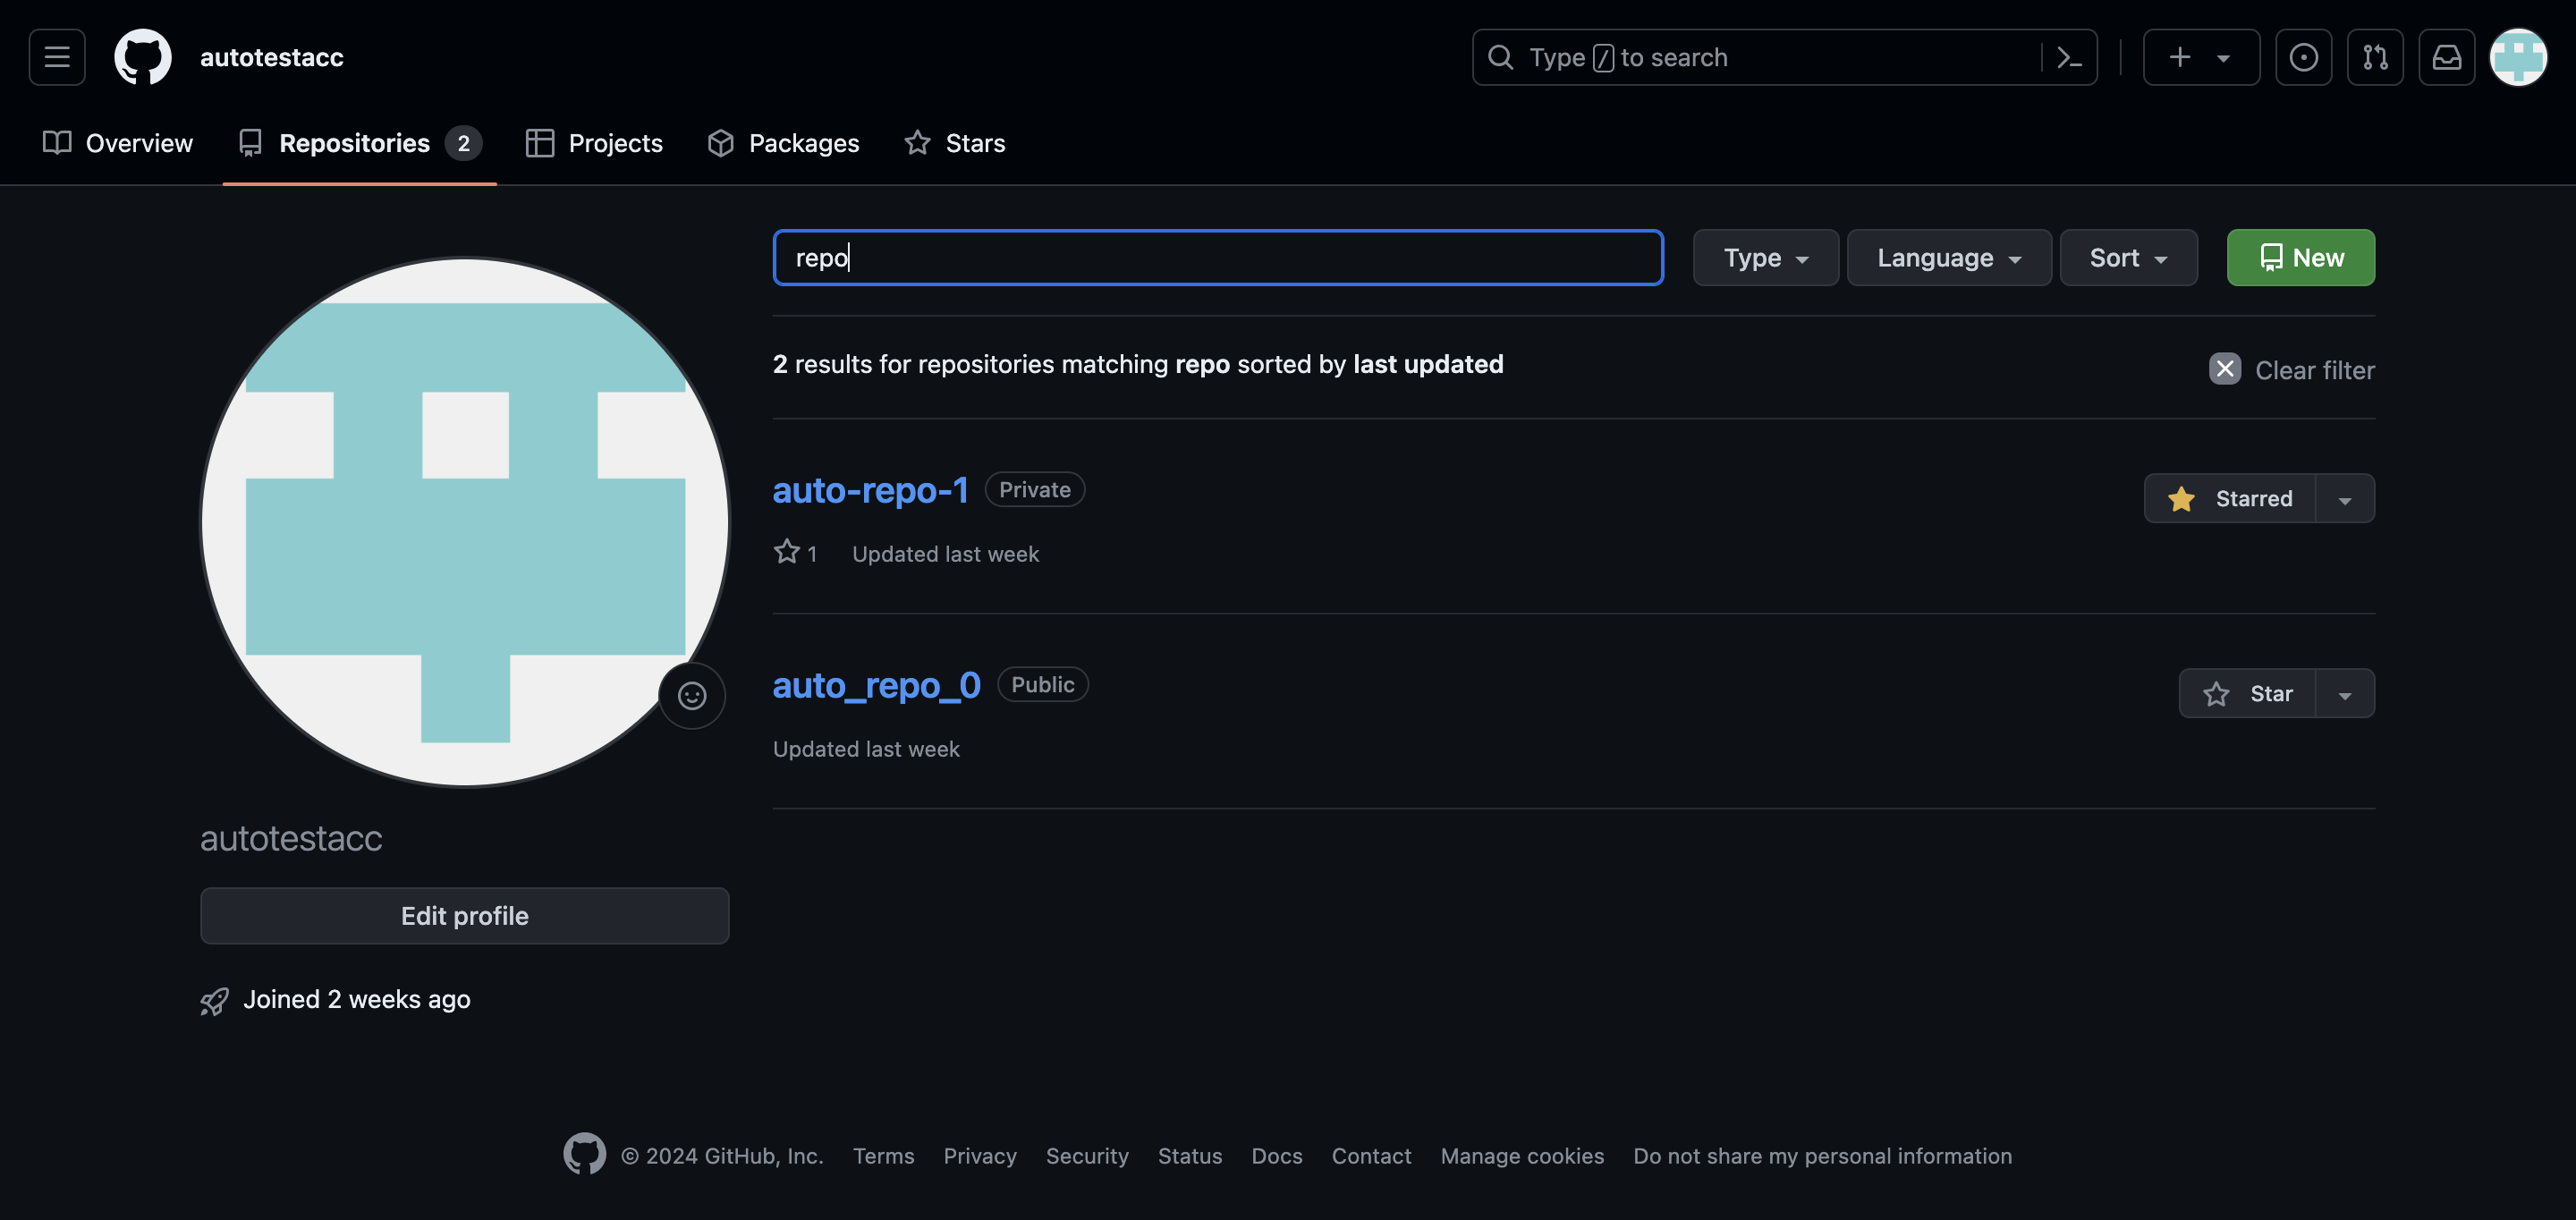 autotestacc
Type / to search
Overview
Repositories 2
Projects
Packages
Stars
repo
Type
Language
Sort
New
2 results for repositories matching repo sorted by last updated
Clear filter
auto-repo-1 Private
Starred
1 Updated last week
auto_repo_0 Public
Star
Updated last week
autotestacc
Edit profile
Joined 2 weeks ago
© 2024 GitHub, Inc. Terms Privacy Security Status Docs Contact Manage cookies Do not share my personal information